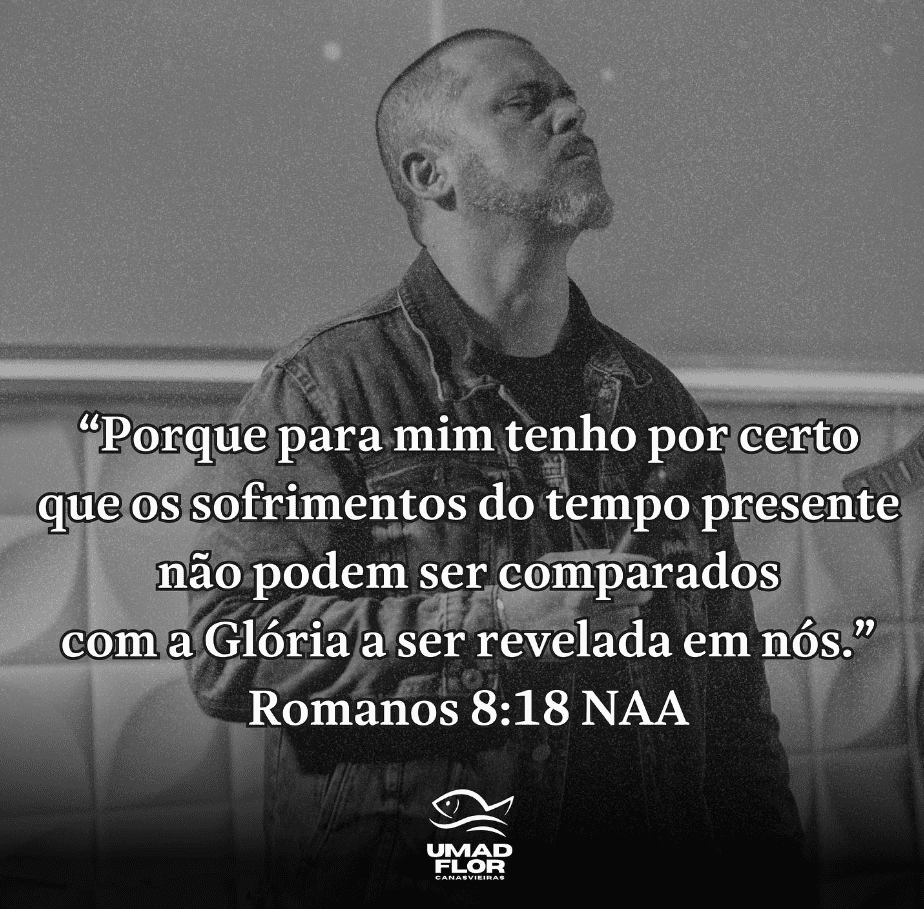 “Porque para mim tenho por certo
que os sofrimentos do tempo presente
não podem ser comparados
com a Glória a ser revelada em nós.”
Romanos 8:18 NAA
UMAD
FLOR
CANASVIEIRAS